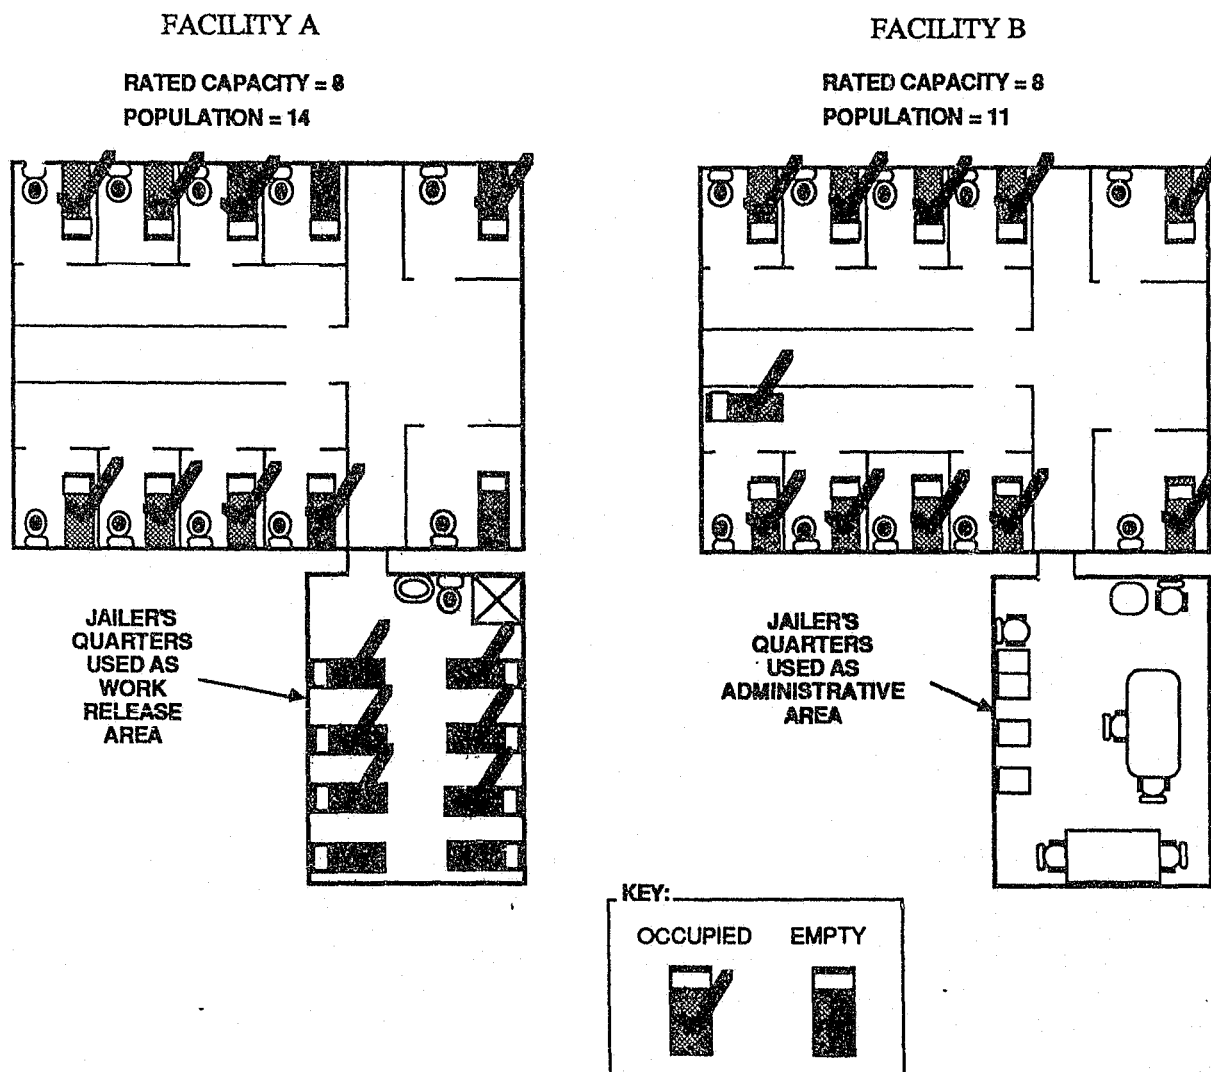 FACILITY A
RATED CAPACITY = 8
POPULATION = 14
FACILITY B
RATED CAPACITY = 8
POPULATION = 11
JAILER'S
QUARTERS
USED AS
WORK
RELEASE
AREA
JAILER'S
QUARTERS
USED AS
ADMINISTRATIVE
AREA
KEY:
OCCUPIED EMPTY